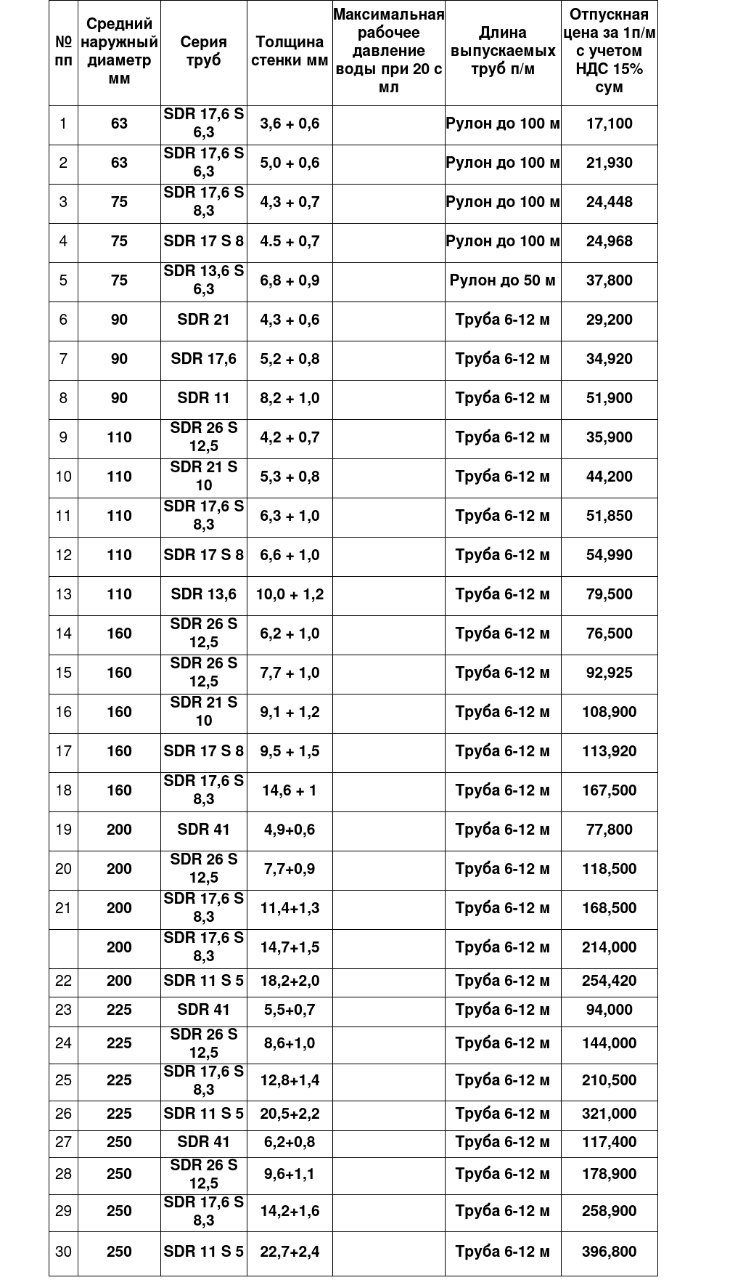 № пп | Средний наружный диаметр мм | Серия труб | Толщина стенки мм | Максимальная рабочее давление воды при 20 с мл | Длина выпускаемых труб п/м | Отпускная цена за 1п/м с учетом НДС 15% сум
1 | 63 | SDR 17,6 S 6,3 | 3,6 + 0,6 | | Рулон до 100 м | 17,100
2 | 63 | SDR 17,6 S 6,3 | 5,0 + 0,6 | | Рулон до 100 м | 21,930
3 | 75 | SDR 17,6 S 8,3 | 4,3 + 0,7 | | Рулон до 100 м | 24,448
4 | 75 | SDR 17 S 8 | 4.5 + 0,7 | | Рулон до 100 м | 24,968
5 | 75 | SDR 13,6 S 6,3 | 6,8 + 0,9 | | Рулон до 50 м | 37,800
6 | 90 | SDR 21 | 4,3 + 0,6 | | Труба 6-12 м | 29,200
7 | 90 | SDR 17,6 | 5,2 + 0,8 | | Труба 6-12 м | 34,920
8 | 90 | SDR 11 | 8,2 + 1,0 | | Труба 6-12 м | 51,900
9 | 110 | SDR 26 S 12,5 | 4,2 + 0,7 | | Труба 6-12 м | 35,900
10 | 110 | SDR 21 S 10 | 5,3 + 0,8 | | Труба 6-12 м | 44,200
11 | 110 | SDR 17,6 S 8,3 | 6,3 + 1,0 | | Труба 6-12 м | 51,850
12 | 110 | SDR 17 S 8 | 6,6 + 1,0 | | Труба 6-12 м | 54,990
13 | 110 | SDR 13,6 | 10,0 + 1,2 | | Труба 6-12 м | 79,500
14 | 160 | SDR 26 S 12,5 | 6,2 + 1,0 | | Труба 6-12 м | 76,500
15 | 160 | SDR 26 S 12,5 | 7,7 + 1,0 | | Труба 6-12 м | 92,925
16 | 160 | SDR 21 S 10 | 9,1 + 1,2 | | Труба 6-12 м | 108,900
17 | 160 | SDR 17 S 8 | 9,5 + 1,5 | | Труба 6-12 м | 113,920
18 | 160 | SDR 17,6 S 8,3 | 14,6 + 1 | | Труба 6-12 м | 167,500
19 | 200 | SDR 41 | 4,9+0,6 | | Труба 6-12 м | 77,800
20 | 200 | SDR 26 S 12,5 | 7,7+0,9 | | Труба 6-12 м | 118,500
21 | 200 | SDR 17,6 S 8,3 | 11,4+1,3 | | Труба 6-12 м | 168,500
| 200 | SDR 17,6 S 8,3 | 14,7+1,5 | | Труба 6-12 м | 214,000
22 | 200 | SDR 11 S 5 | 18,2+2,0 | | Труба 6-12 м | 254,420
23 | 225 | SDR 41 | 5,5+0,7 | | Труба 6-12 м | 94,000
24 | 225 | SDR 26 S 12,5 | 8,6+1,0 | | Труба 6-12 м | 144,000
25 | 225 | SDR 17,6 S 8,3 | 12,8+1,4 | | Труба 6-12 м | 210,500
26 | 225 | SDR 11 S 5 | 20,5+2,2 | | Труба 6-12 м | 321,000
27 | 250 | SDR 41 | 6,2+0,8 | | Труба 6-12 м | 117,400
28 | 250 | SDR 26 S 12,5 | 9,6+1,1 | | Труба 6-12 м | 178,900
29 | 250 | SDR 17,6 S 8,3 | 14,2+1,6 | | Труба 6-12 м | 258,900
30 | 250 | SDR 11 S 5 | 22,7+2,4 | | Труба 6-12 м | 396,800